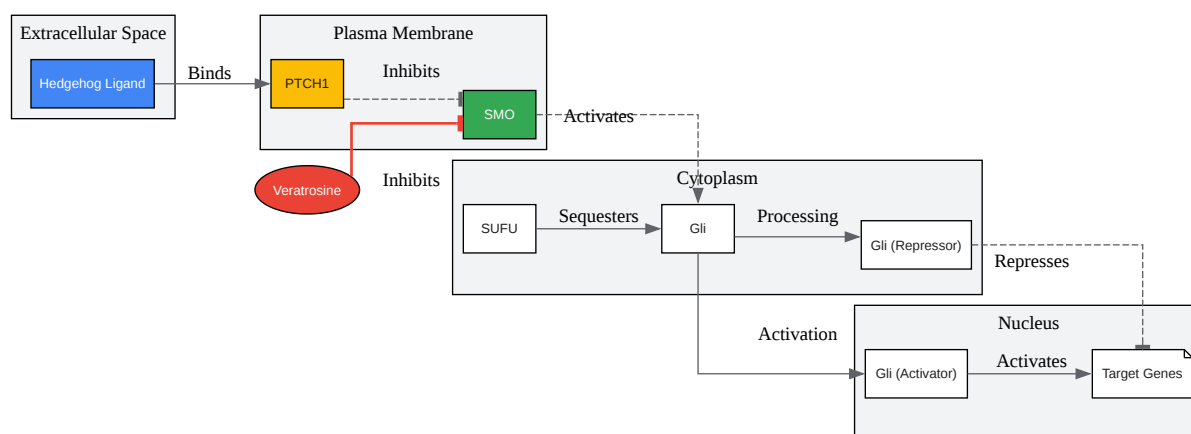 Extracellular Space
Plasma Membrane
Hedgehog Ligand
Binds
PTCH1
Inhibits
SMO
Activates
Veratrosine
Inhibits
Cytoplasm
SUFU
Sequesters
Gli
Processing
Gli (Repressor)
Represses
Nucleus
Activation
Gli (Activator)
Activates
Target Genes